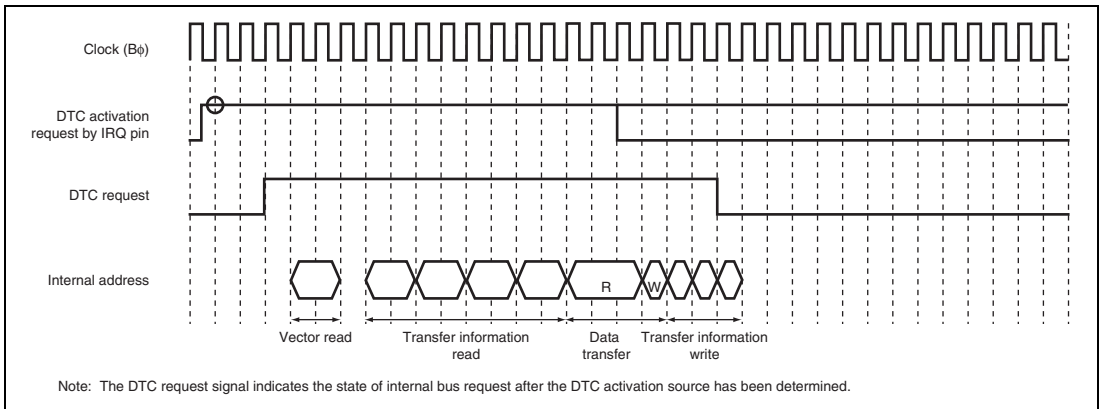 Clock (Bϕ)
DTC activation
request by IRQ pin
DTC request
Internal address
R
W
Vector read
Transfer information
read
Data
transfer
Transfer information
write
Note: The DTC request signal indicates the state of internal bus request after the DTC activation source has been determined.